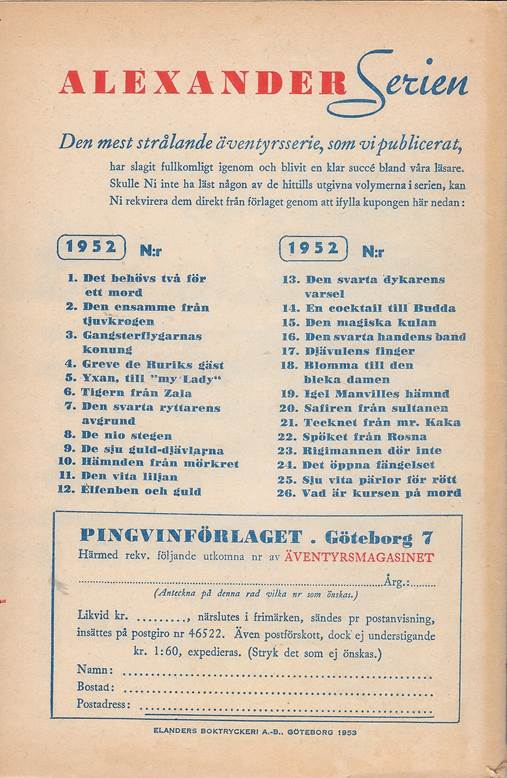 ALEXANDER Serien
Den mest strålande äventyrsserie, som vi publicerat,
har slagit fullkomligt igenom och blivit en klar succé bland våra läsare.
Skulle Ni inte ha läst någon av de hittills utgivna volymerna i serien, kan
Ni rekvirera dem direkt från förlaget genom att ifylla kupongen här nedan:
1952 N:r
1. Det behövs två för
ett mord
2. Den ensamme från
tjuvkrogen
3. Gangsterflygarnas
konung
4. Greve de Ruriks gäst
5. Yxan, till "my Lady"
6. Tigern från Zala
7. Den svarta ryttarens
avgrund
8. De nio stegen
9. De sju guld-djävlarna
10. Hämnden från mörkret
11. Den vita liljan
12. Elfenben och guld
1952 N:r
13. Den svarta dykarens
varsel
14. En cocktail till Budda
15. Den magiska kulan
16. Den svarta handens band
17. Djävulens finger
18. Blomma till den
bleka damen
19. Igel Manvilles hämnd
20. Safiren från sultanen
21. Tecknet från mr. Kaka
22. Spöket från Rosna
23. Rigimannen dör inte
24. Det öppna fängelset
25. Sju vita pärlor för rött
26. Vad är kursen på mord
PINGVINFÖRLAGET . Göteborg 7
Härmed rekv. följande utkomna nr av ÄVENTYRSMAGASINET
Årg.:
(Anteckna på denna rad vilka nr som önskas.)
Likvid kr. .........., närslutes i frimärken, sändes pr postanvisning,
insättes på postgiro nr 46522. Även postförskott, dock ej understigande
kr. 1:60, expedieras. (Stryk det som ej önskas.)
Namn:
Bostad:
Postadress:
ELANDERS BOKTRYCKERI A.-B., GÖTEBORG 1953